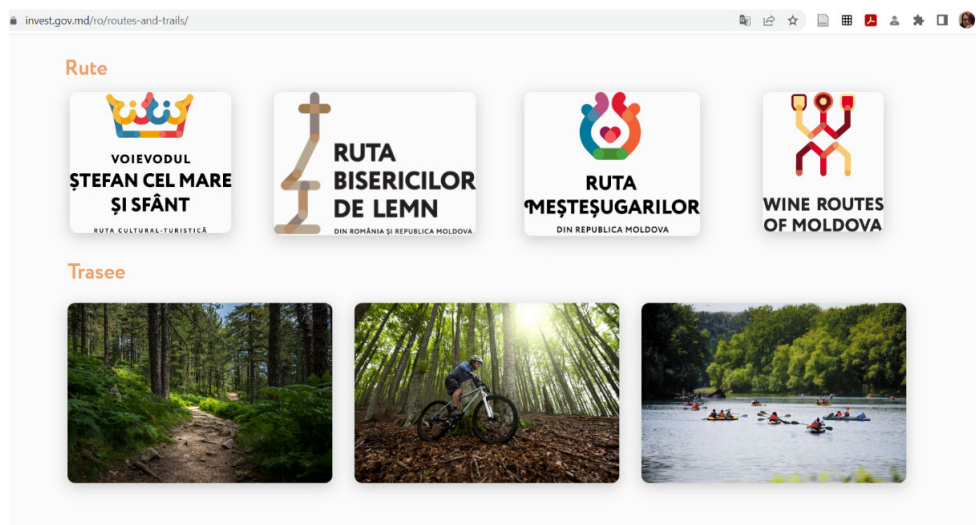 invest.gov.md/ro/routes-and-trails/
Rute
VOIEVODUL
ȘTEFAN CEL MARE
ȘI SFÂNT
RUTA CULTURAL-TURISTICĂ
RUTA
BISERICILOR
DE LEMN
DIN ROMÂNIA ȘI REPUBLICA MOLDOVA
RUTA
MEȘTEȘUGARILOR
DIN REPUBLICA MOLDOVA
WINE ROUTES
OF MOLDOVA
Trasee